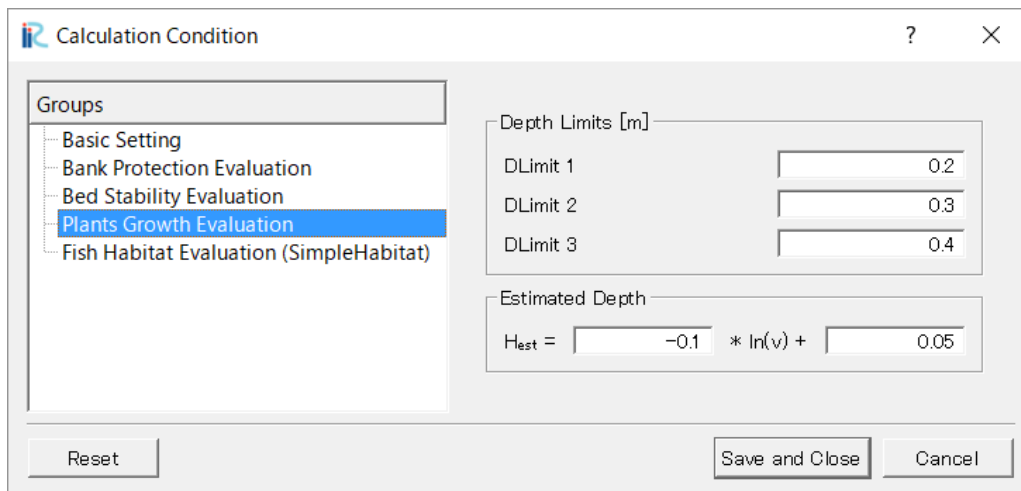 iRIC Calculation Condition ? ×
Groups
Basic Setting
Bank Protection Evaluation
Bed Stability Evaluation
Plants Growth Evaluation
Fish Habitat Evaluation (SimpleHabitat)
Depth Limits [m]
DLimit 1 0.2
DLimit 2 0.3
DLimit 3 0.4
Estimated Depth
Hest = -0.1 * ln(v) + 0.05
Reset Save and Close Cancel